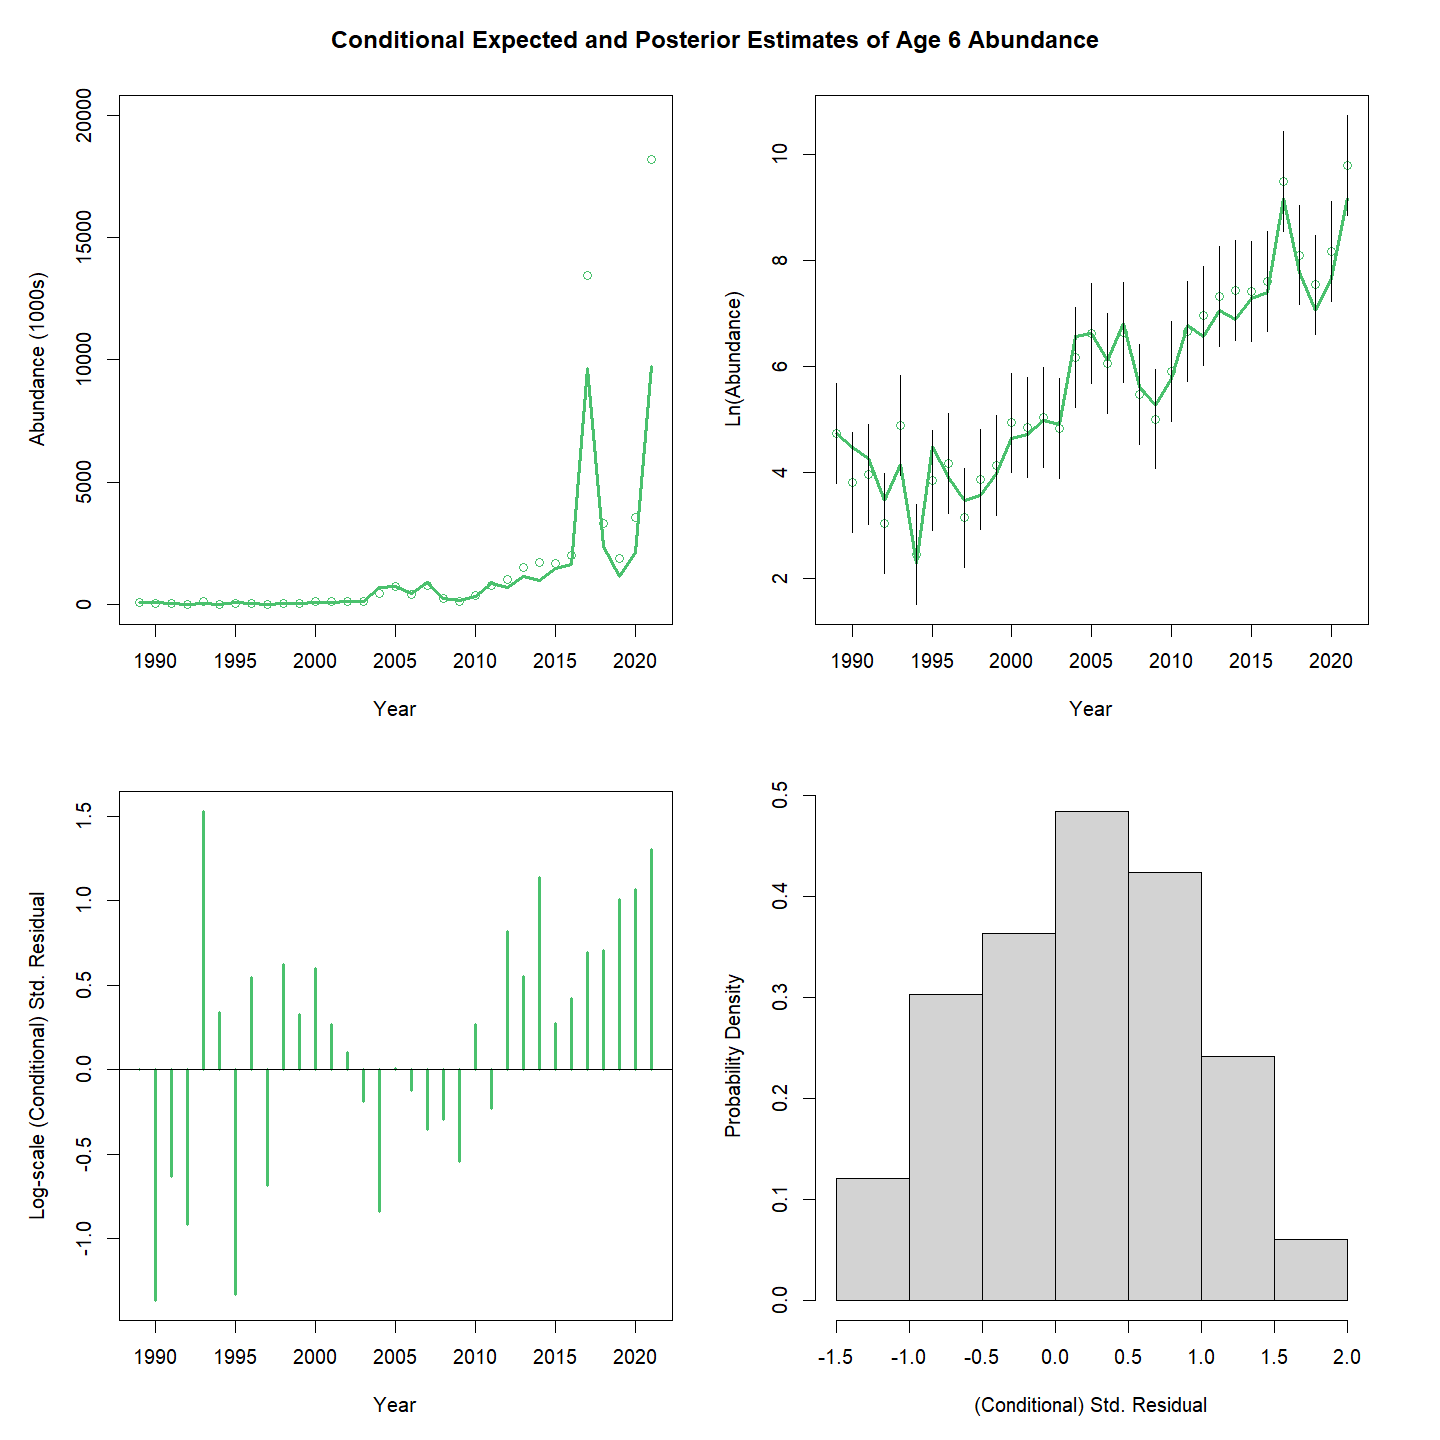 Conditional Expected and Posterior Estimates of Age 6 Abundance
Abundance (1000s)
0
5000
10000
15000
20000
1990 1995 2000 2005 2010 2015 2020
Year
Ln(Abundance)
2
4
6
8
10
1990 1995 2000 2005 2010 2015 2020
Year
Log-scale (Conditional) Std. Residual
-1.0
-0.5
0.0
0.5
1.0
1.5
1990 1995 2000 2005 2010 2015 2020
Year
Probability Density
0.0
0.1
0.2
0.3
0.4
0.5
-1.5 -1.0 -0.5 0.0 0.5 1.0 1.5 2.0
(Conditional) Std. Residual